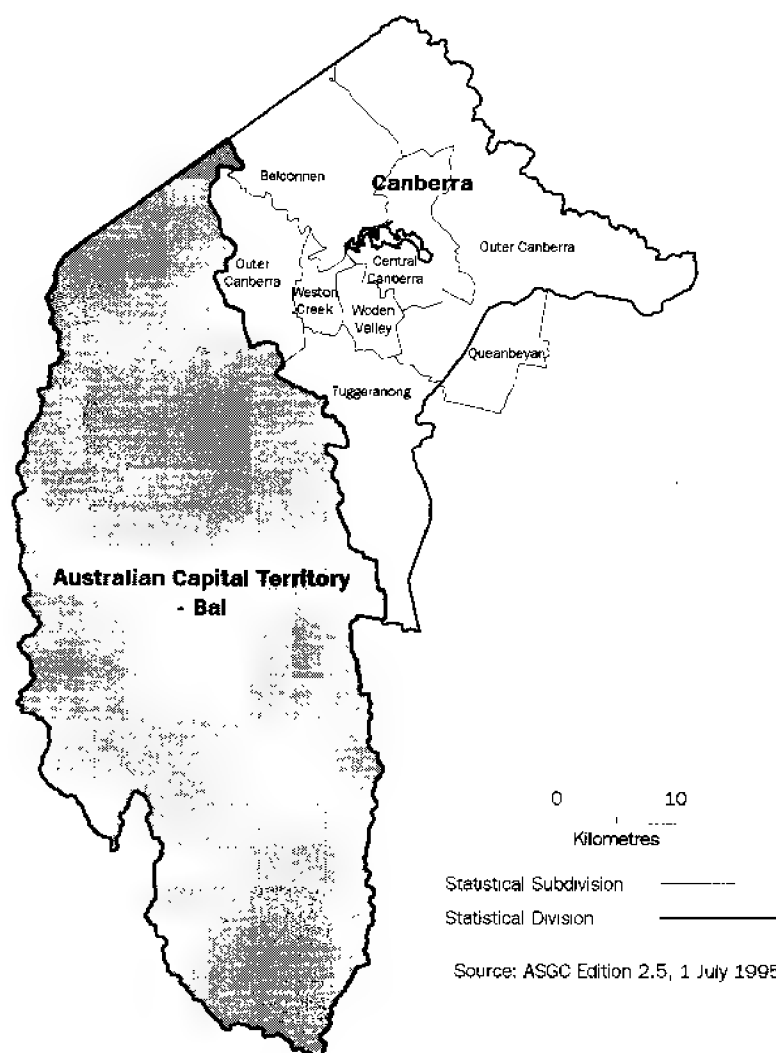 Belconnen
Canberra
Outer
Canberra
Outer Canberra
Central
Canberra
Weston
Creek
Woden
Valley
Queanbeyan
Tuggeranong
Australian Capital Territory
- Bal
0 10
Kilometres
Statistical Subdivision
Statistical Division
Source: ASGC Edition 2.5, 1 July 1995